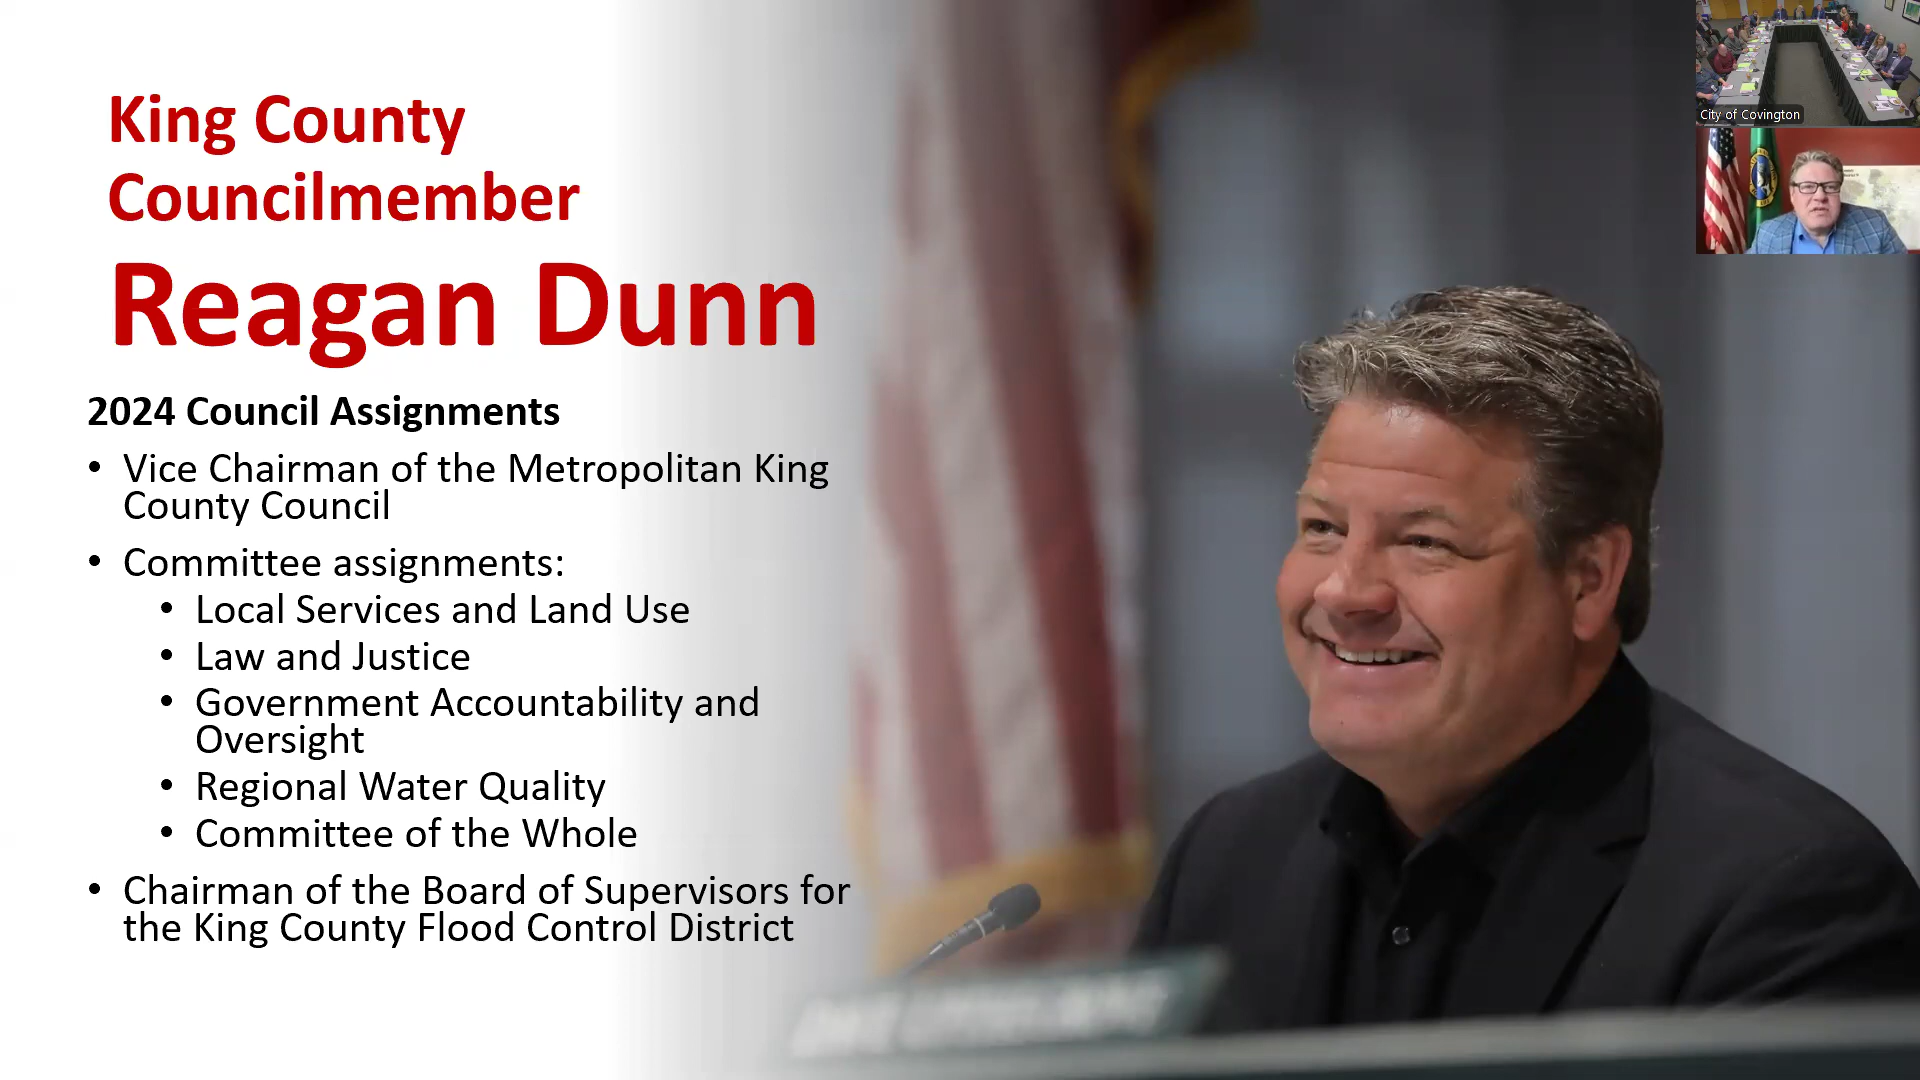 King County
Councilmember
Reagan Dunn
2024 Council Assignments
• Vice Chairman of the Metropolitan King
County Council
• Committee assignments:
• Local Services and Land Use
• Law and Justice
• Government Accountability and
Oversight
• Regional Water Quality
• Committee of the Whole
• Chairman of the Board of Supervisors for
the King County Flood Control District
City of Covington